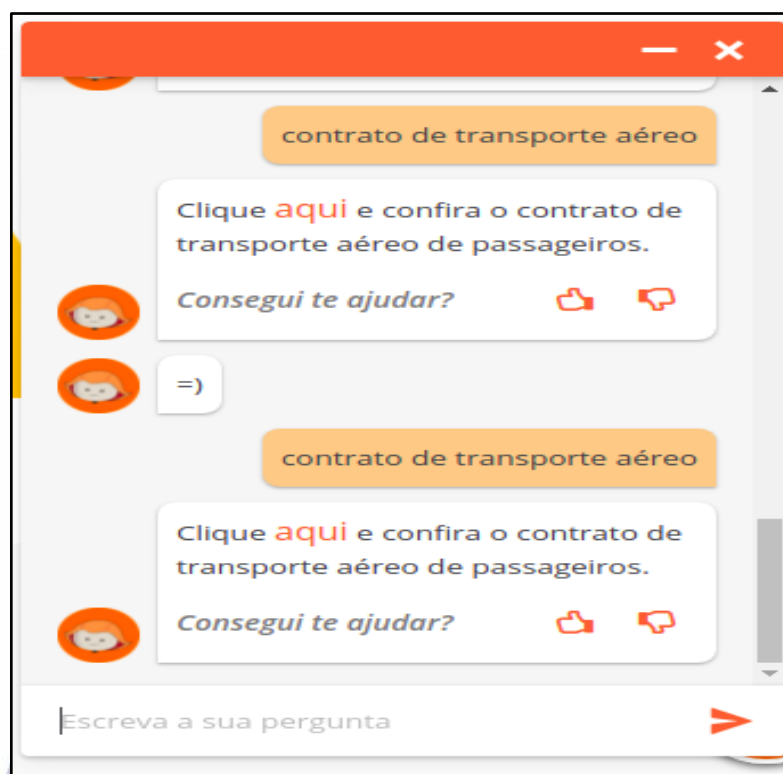 contrato de transporte aéreo
Clique aqui e confira o contrato de
transporte aéreo de passageiros.
Consegui te ajudar?
=)
contrato de transporte aéreo
Clique aqui e confira o contrato de
transporte aéreo de passageiros.
Consegui te ajudar?
Escreva a sua pergunta